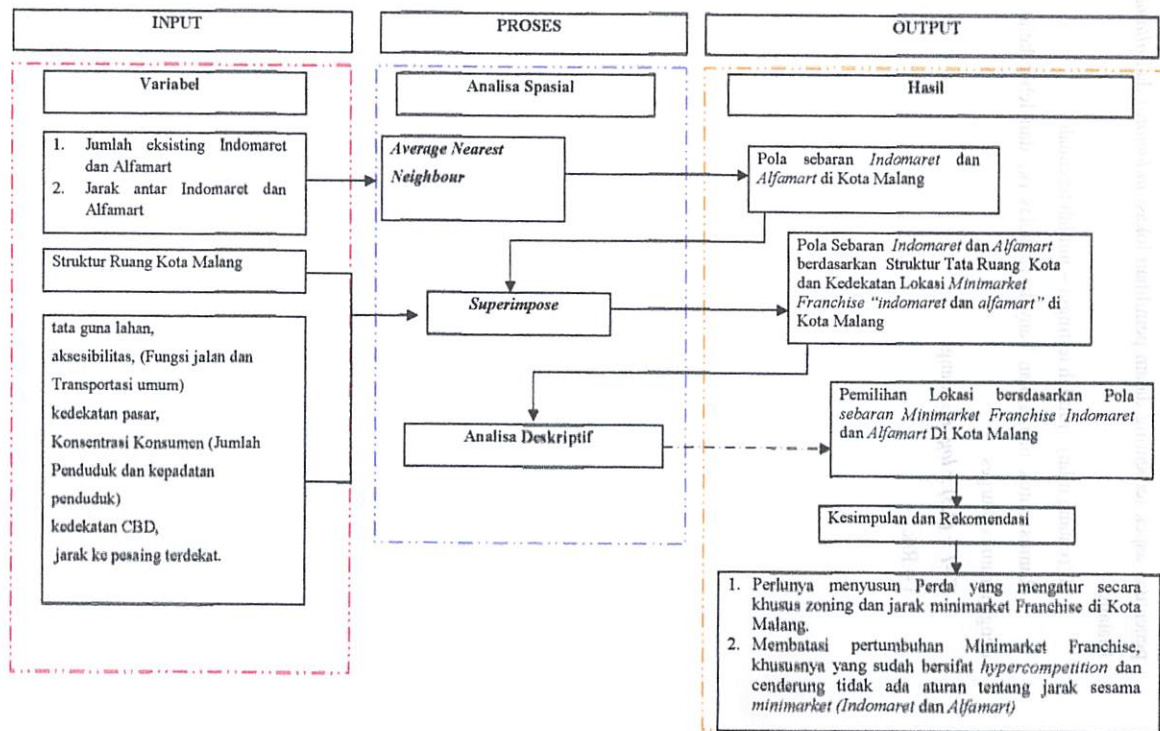 INPUT
PROSES
OUTPUT
Variabel
Analisa Spasial
Hasil
1. Jumlah eksisting Indomaret
dan Alfamart
2. Jarak antar Indomaret dan
Alfamart
Average Nearest
Neighbour
Pola sebaran Indomaret dan
Alfamart di Kota Malang
Struktur Ruang Kota Malang
Superimpose
Pola Sebaran Indomaret dan Alfamart
berdasarkan Struktur Tata Ruang Kota
dan Kedekatan Lokasi Minimarket
Franchise “indomaret dan alfamart” di
Kota Malang
tata guna lahan,
aksesibilitas, (Fungsi jalan dan
Transportasi umum)
kedekatan pasar,
Konsentrasi Konsumen (Jumlah
Penduduk dan kepadatan
penduduk)
kedekatan CBD,
jarak ke pesaing terdekat.
Analisa Deskriptif
Pemilihan Lokasi bersdasarkan Pola
sebaran Minimarket Franchise Indomaret
dan Alfamart Di Kota Malang
Kesimpulan dan Rekomendasi
1. Perlunya menyusun Perda yang mengatur secara
khusus zoning dan jarak minimarket Franchise di Kota
Malang.
2. Membatasi pertumbuhan Minimarket Franchise,
khususnya yang sudah bersifat hypercompetition dan
cenderung tidak ada aturan tentang jarak sesama
minimarket (Indomaret dan Alfamart)